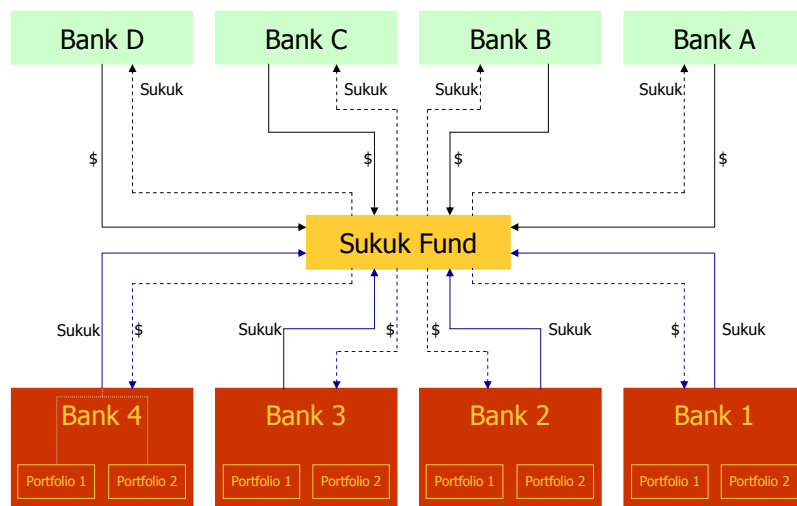 Bank D
Bank C
Bank B
Bank A
Sukuk
Sukuk
Sukuk
Sukuk
$
$
$
$
Sukuk Fund
Sukuk
$
Sukuk
$
$
Sukuk
$
Sukuk
Bank 4
Bank 3
Bank 2
Bank 1
Portfolio 1
Portfolio 2
Portfolio 1
Portfolio 2
Portfolio 1
Portfolio 2
Portfolio 1
Portfolio 2